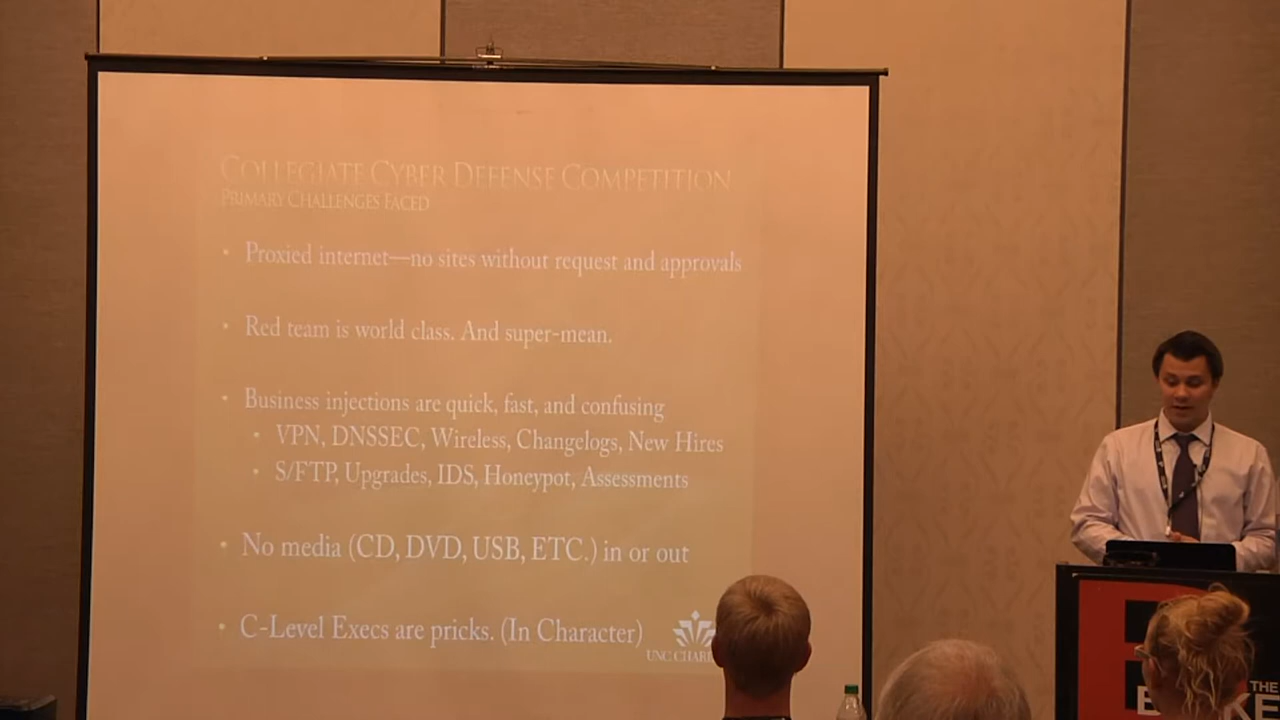 COLLEGIATE CYBER DEFENSE COMPETITION
PRIMARY CHALLENGES FACED
• Proxied internet—no sites without request and approvals
• Red team is world class. And super-mean.
• Business injections are quick, fast, and confusing
• VPN, DNSSEC, Wireless, Changelogs, New Hires
• S/FTP, Upgrades, IDS, Honeypot, Assessments
• No media (CD, DVD, USB, ETC.) in or out
• C-Level Execs are pricks. (In Character)
UNC
THE